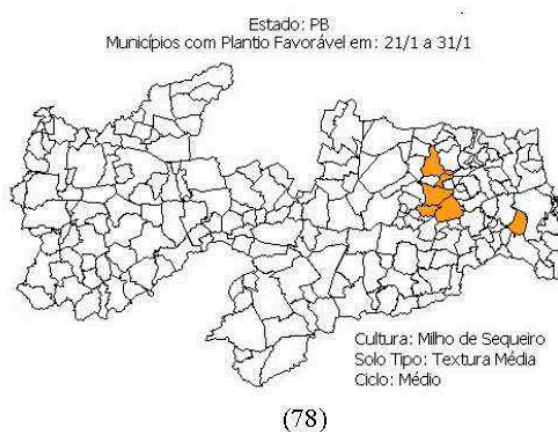 Estado: PB
Municípios com Plantio Favorável em: 21/1 a 31/1
Cultura: Milho de Sequeiro
Solo Tipo: Textura Média
Ciclo: Médio
(78)